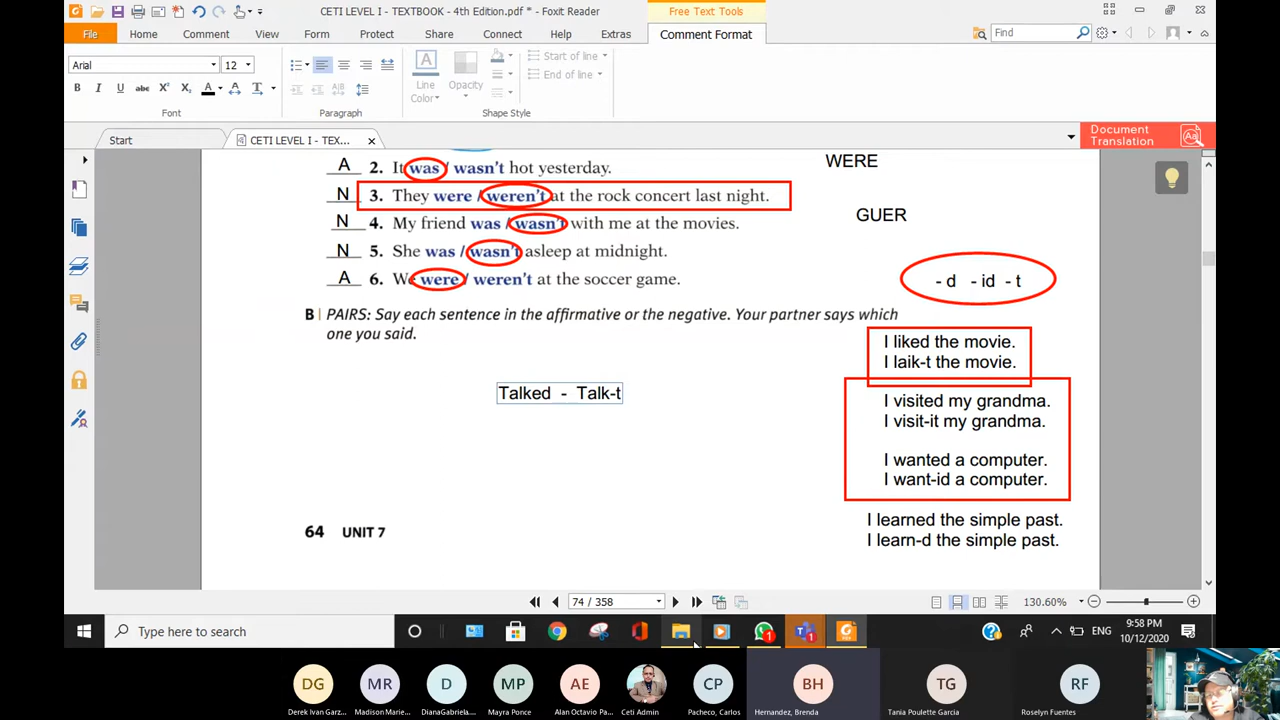 CETI LEVEL I - TEXTBOOK - 4th Edition.pdf * - Foxit Reader
Free Text Tools
File Home Comment View Form Protect Share Connect Help Extras Comment Format
Find
Arial 12
Line Color
Opacity
Start of line
End of line
Font Paragraph Shape Style
Start
CETI LEVEL I - TEX...
Document Translation
A 2. It was / wasn't hot yesterday.
N 3. They were / weren't at the rock concert last night.
N 4. My friend was / wasn't with me at the movies.
N 5. She was / wasn't asleep at midnight.
A 6. We were / weren't at the soccer game.
B PAIRS: Say each sentence in the affirmative or the negative. Your partner says which
one you said.
Talked - Talk-t
64 UNIT 7
WERE
GUER
- d - id - t
I liked the movie.
I laik-t the movie.
I visited my grandma.
I visit-it my grandma.
I wanted a computer.
I want-id a computer.
I learned the simple past.
I learn-d the simple past.
74 / 358
130.60%
Type here to search
1
1
ENG
9:58 PM
10/12/2020
DG MR D MP AE CP BH TG RF
Derek Ivan Garz... Madison Marie... DianaGabriela... Mayra Ponce Alan Octavio Pa... Ceti Admin Pacheco, Carlos Hernandez, Brenda Tania Poulette Garcia Roselyn Fuentes